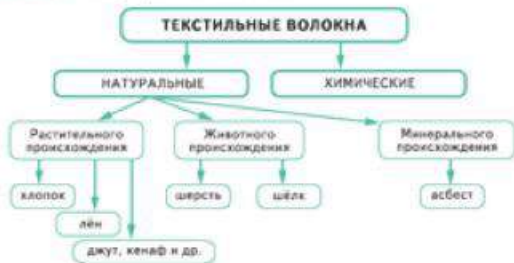 ТЕКСТИЛЬНЫЕ ВОЛОКНА
НАТУРАЛЬНЫЕ
ХИМИЧЕСКИЕ
Растительного
происхождения
Животного
происхождения
Минерального
происхождения
хлопок
шерсть
шёлк
асбест
лён
джут, кенаф и др.